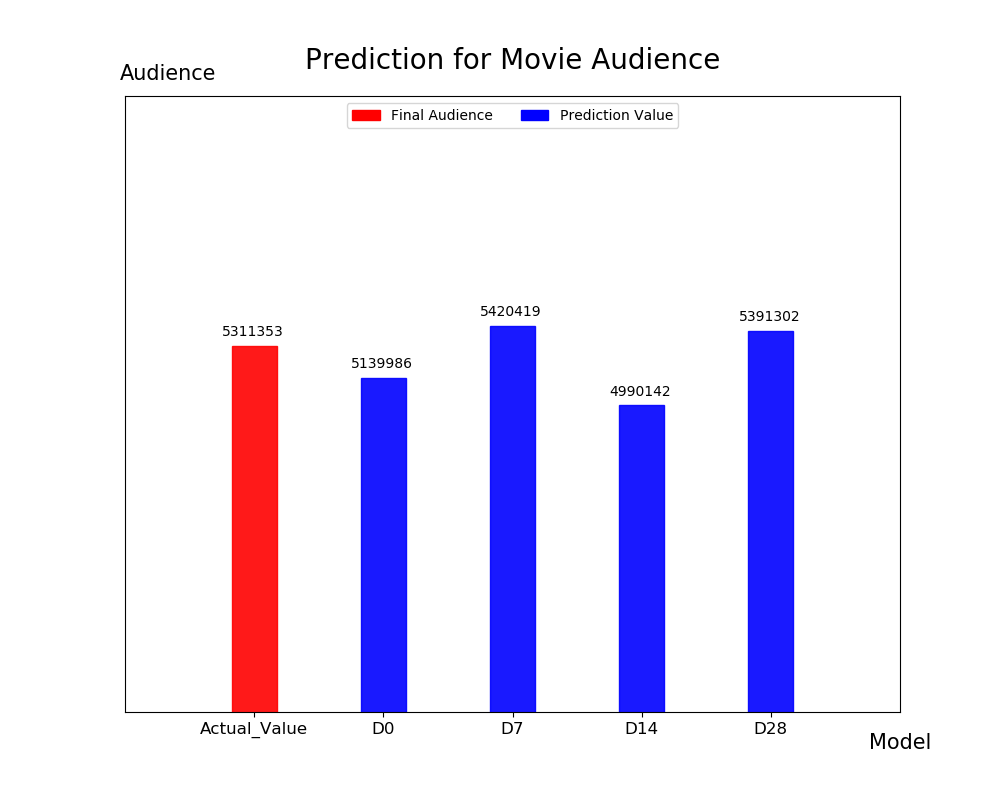 Prediction for Movie Audience
Audience
Final Audience
Prediction Value
5311353
5139986
5420419
4990142
5391302
Actual_Value
D0
D7
D14
D28
Model